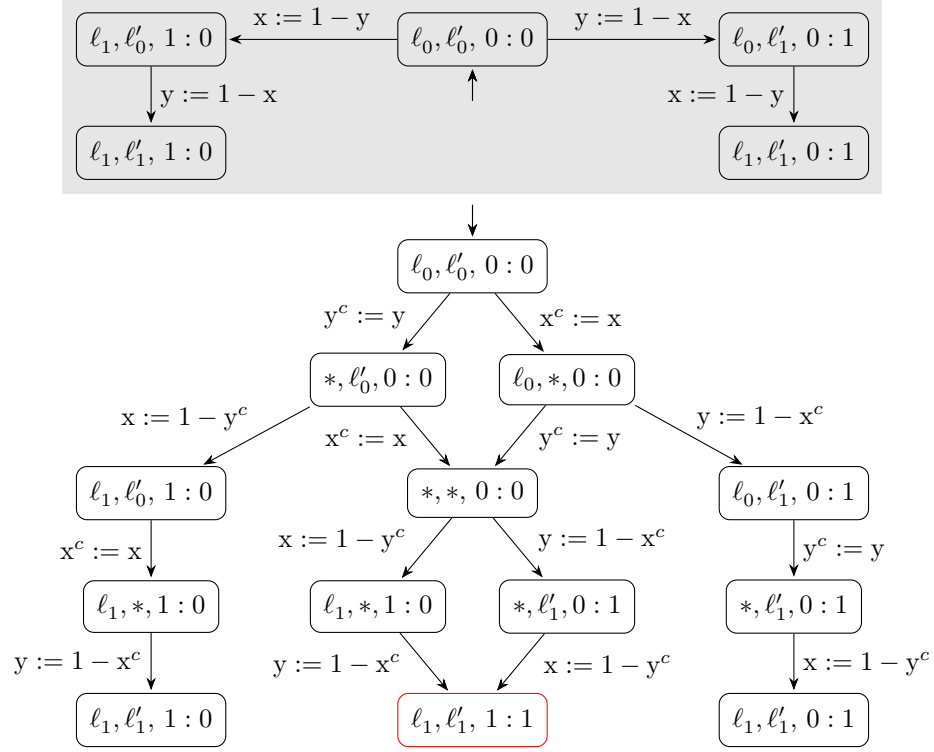 x := 1 − y
y := 1 − x
ℓ₁, ℓ′₀, 1 : 0
ℓ₀, ℓ′₀, 0 : 0
ℓ₀, ℓ′₁, 0 : 1
y := 1 − x
x := 1 − y
ℓ₁, ℓ′₁, 1 : 0
ℓ₁, ℓ′₁, 0 : 1
ℓ₀, ℓ′₀, 0 : 0
yᶜ := y
xᶜ := x
∗, ℓ′₀, 0 : 0
ℓ₀, ∗, 0 : 0
x := 1 − yᶜ
xᶜ := x
yᶜ := y
y := 1 − xᶜ
ℓ₁, ℓ′₀, 1 : 0
∗, ∗, 0 : 0
ℓ₀, ℓ′₁, 0 : 1
xᶜ := x
x := 1 − yᶜ
y := 1 − xᶜ
yᶜ := y
ℓ₁, ∗, 1 : 0
ℓ₁, ∗, 1 : 0
∗, ℓ′₁, 0 : 1
∗, ℓ′₁, 0 : 1
y := 1 − xᶜ
y := 1 − xᶜ
x := 1 − yᶜ
x := 1 − yᶜ
ℓ₁, ℓ′₁, 1 : 0
ℓ₁, ℓ′₁, 1 : 1
ℓ₁, ℓ′₁, 0 : 1